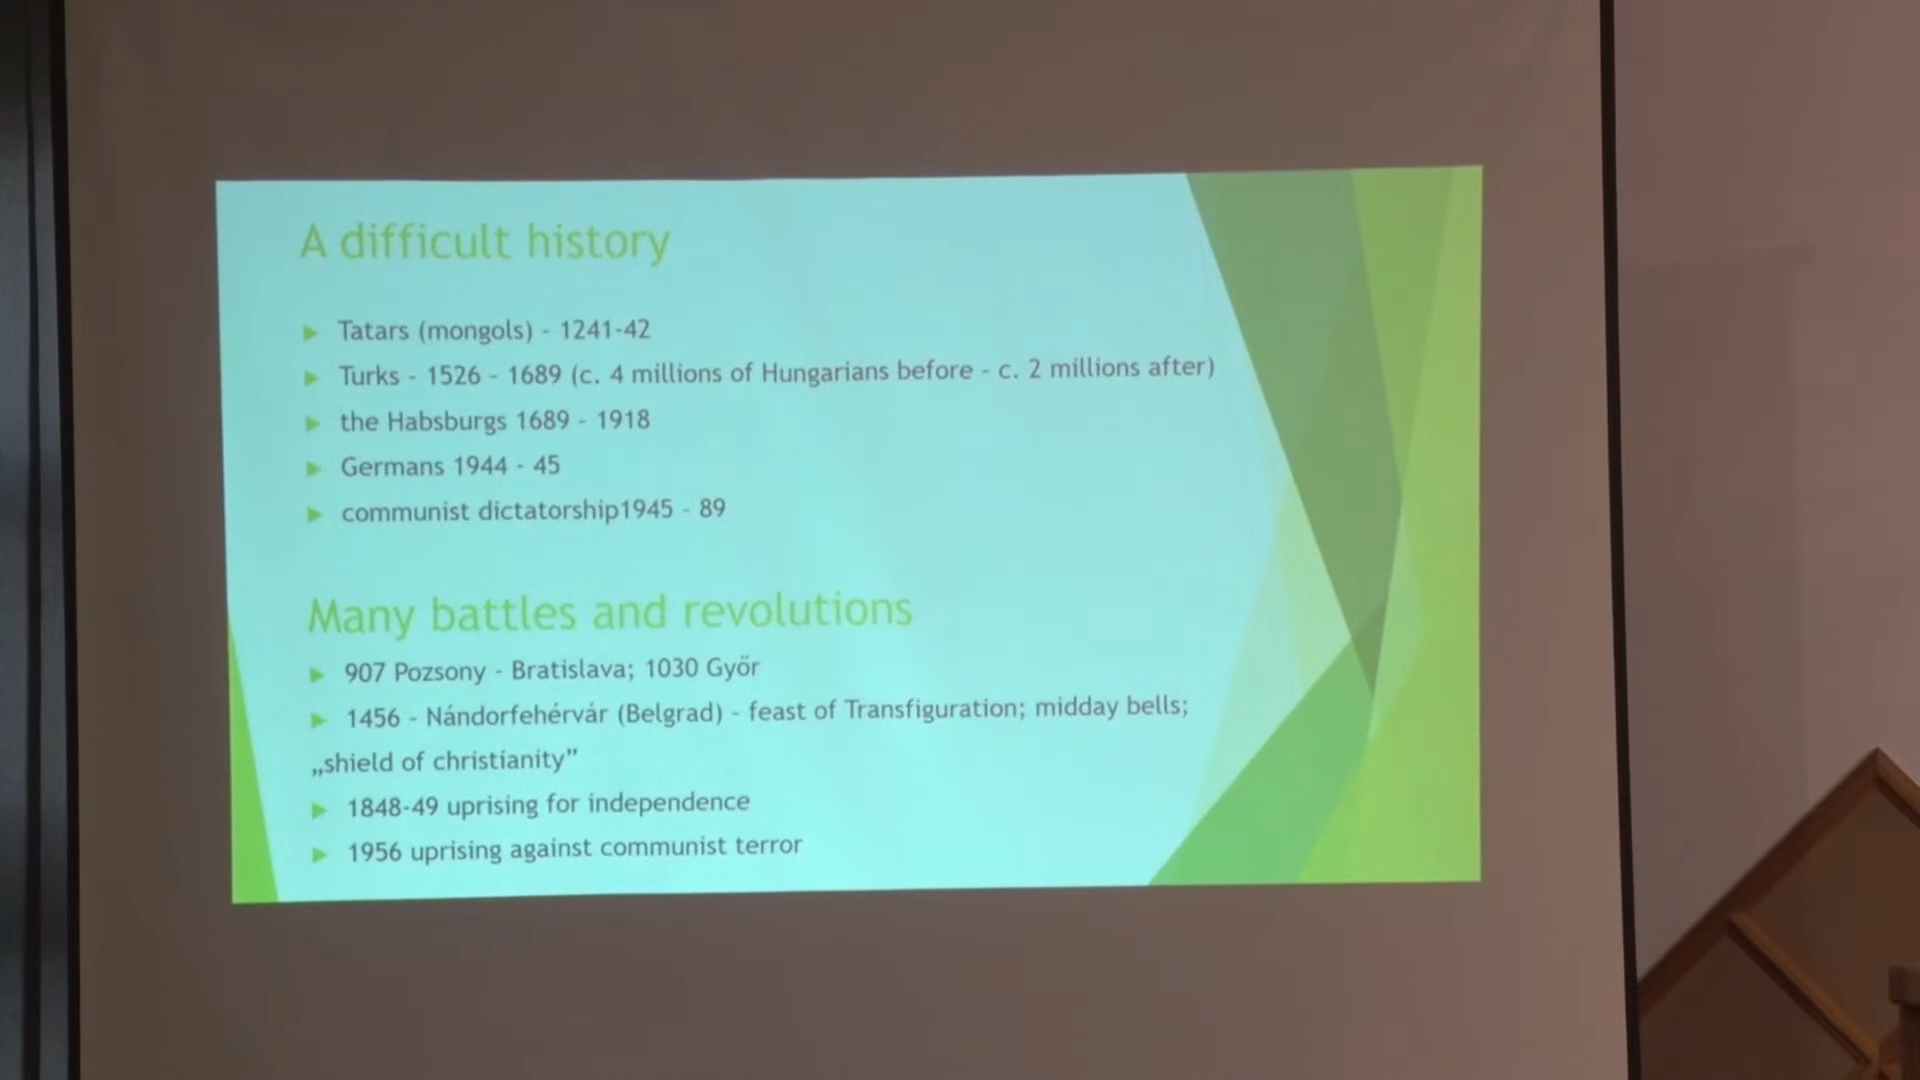 A difficult history
Tatars (mongols) - 1241-42
Turks - 1526 - 1689 (c. 4 millions of Hungarians before - c. 2 millions after)
the Habsburgs 1689 - 1918
Germans 1944 - 45
communist dictatorship1945 - 89
Many battles and revolutions
907 Pozsony - Bratislava; 1030 Győr
1456 - Nándorfehérvár (Belgrad) - feast of Transfiguration; midday bells;
„shield of christianity”
1848-49 uprising for independence
1956 uprising against communist terror